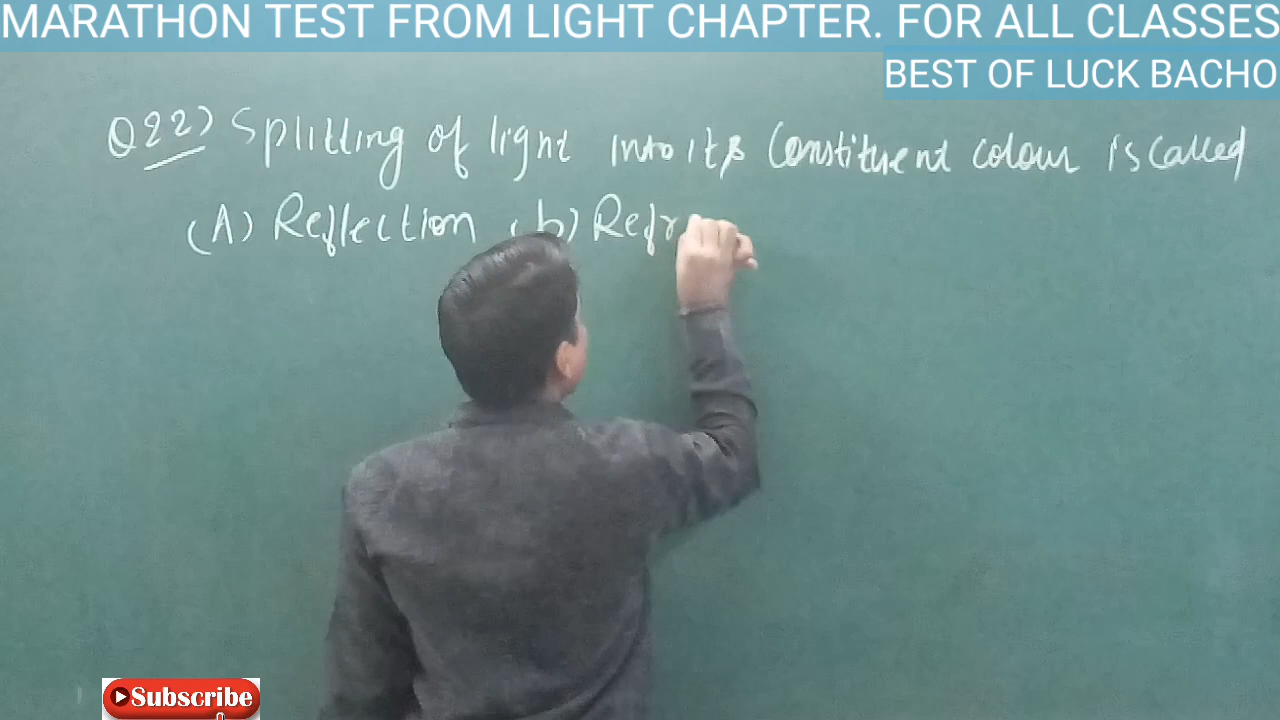 MARATHON TEST FROM LIGHT CHAPTER. FOR ALL CLASSES
BEST OF LUCK BACHO
Q22) Splitting of light into its constituent colour is called
(A) Reflection (b) Refr
Subscribe